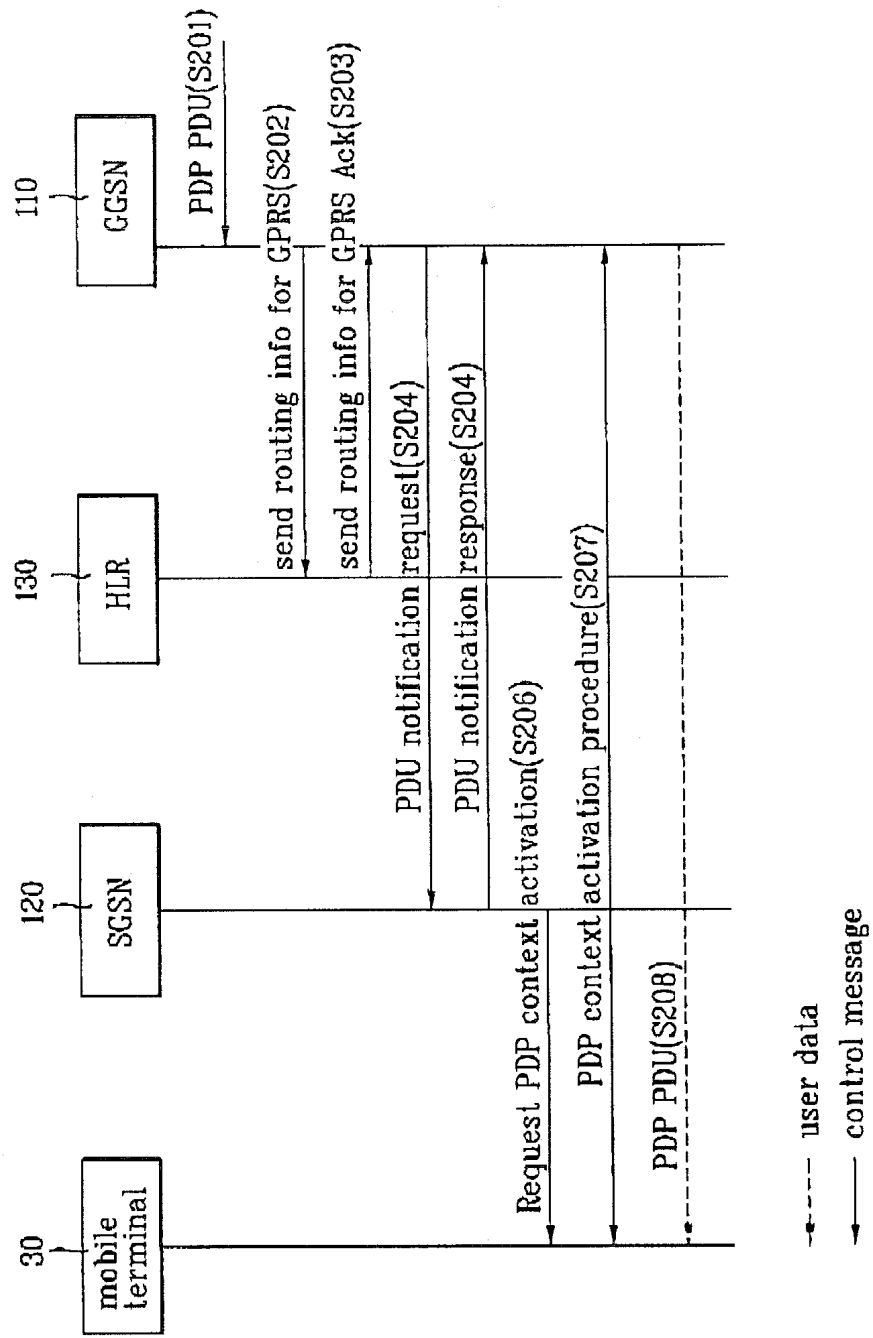 30
mobile
terminal
120
SGSN
130
HLR
110
GGSN
PDP PDU(S201)
send routing info for GPRS(S202)
send routing info for GPRS Ack(S203)
PDU notification request(S204)
PDU notification response(S204)
Request PDP context activation(S206)
PDP context activation procedure(S207)
PDP PDU(S208)
user data
control message